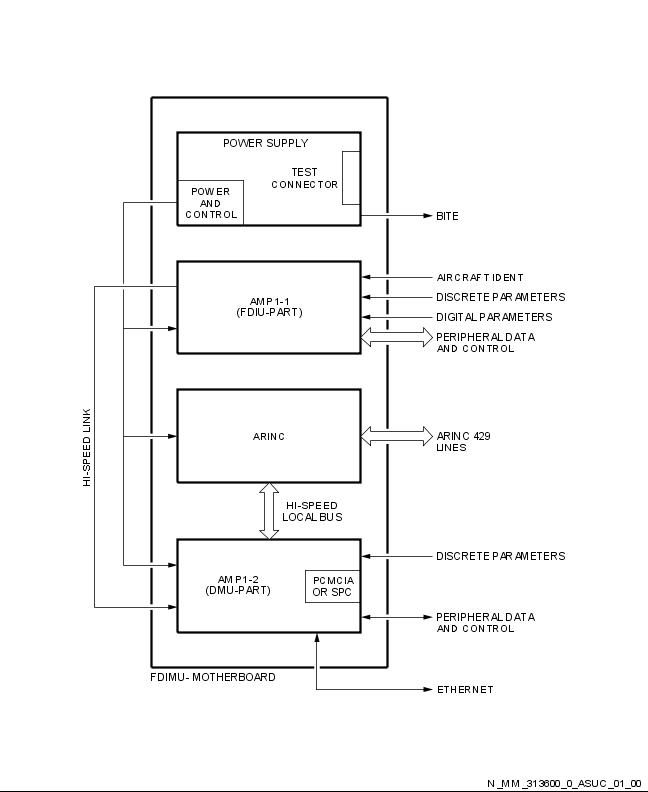 POWER SUPPLY
TEST
CONNECTOR
POWER
AND
CONTROL
BITE
AMP1-1
(FDIU-PART)
AIRCRAFT IDENT
DISCRETE PARAMETERS
DIGITAL PARAMETERS
PERIPHERAL DATA
AND CONTROL
HI-SPEED LINK
ARINC
ARINC 429
LINES
HI-SPEED
LOCAL BUS
AMP1-2
(DMU-PART)
PCMCIA
OR SPC
DISCRETE PARAMETERS
PERIPHERAL DATA
AND CONTROL
FDIMU- MOTHERBOARD
ETHERNET
N_MM_313600_0_ASUC_01_00